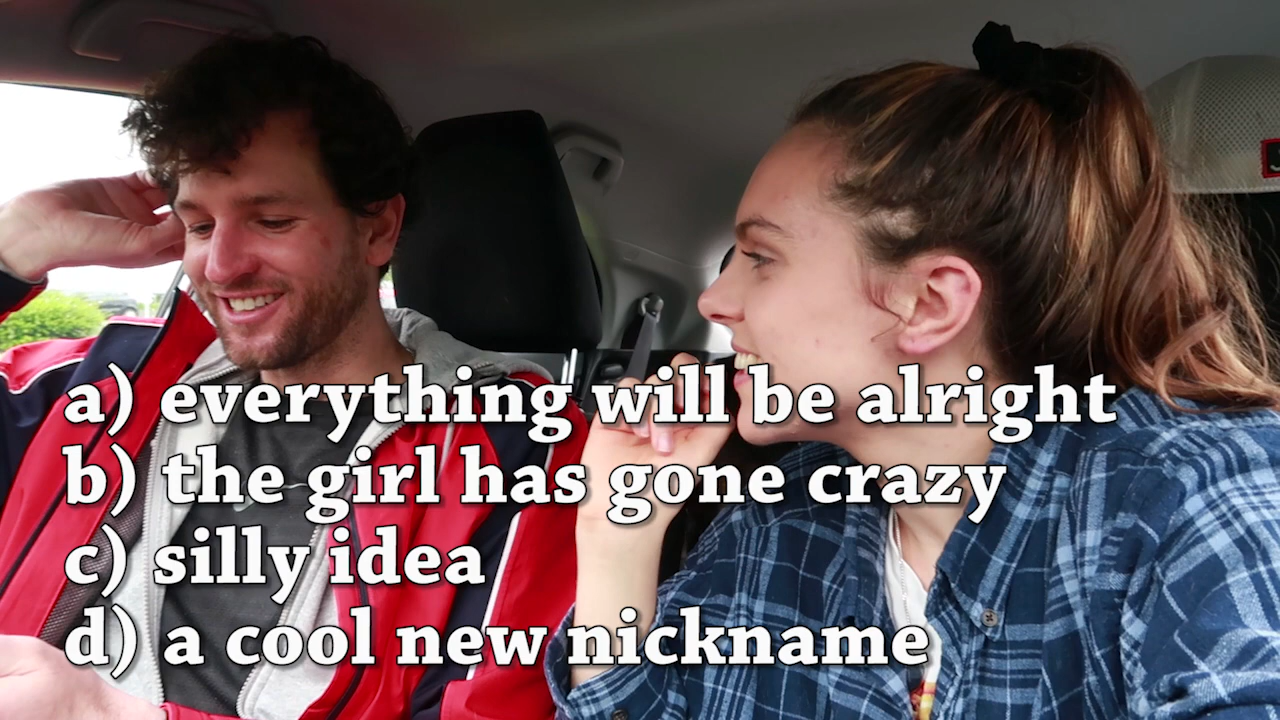 a) everything will be alright
b) the girl has gone crazy
c) silly idea
d) a cool new nickname